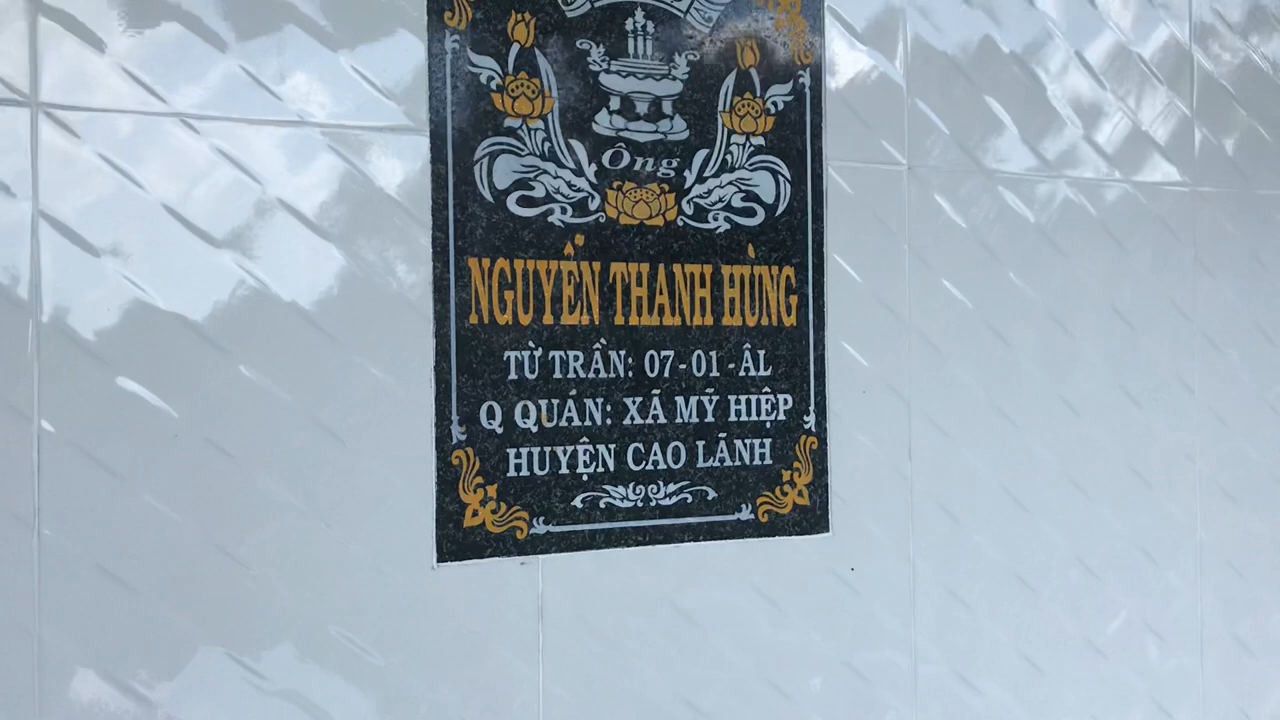 Ông
NGUYỄN THANH HÙNG
TỪ TRẦN: 07-01-ÂL
Q QUÁN: XÃ MỸ HIỆP
HUYỆN CAO LÃNH